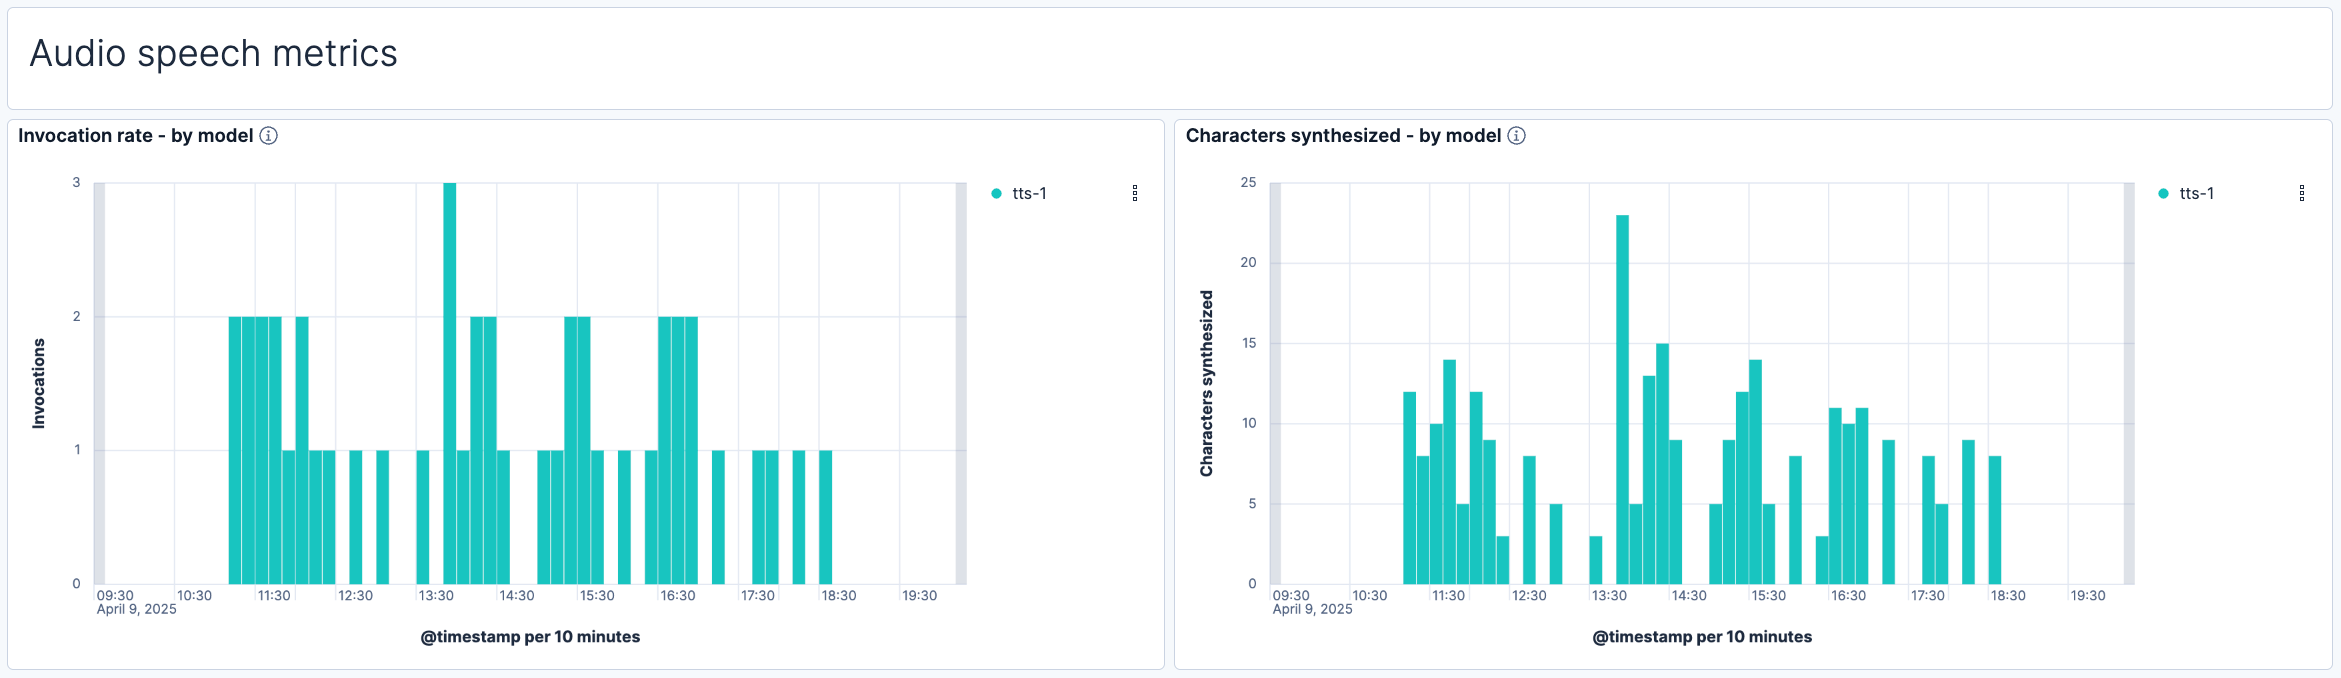 Audio speech metrics
Invocation rate - by model
3
2
1
0
Invocations
09:30
10:30
11:30
12:30
13:30
14:30
15:30
16:30
17:30
18:30
19:30
April 9, 2025
@timestamp per 10 minutes
tts-1
Characters synthesized - by model
25
20
15
10
5
0
Characters synthesized
09:30
10:30
11:30
12:30
13:30
14:30
15:30
16:30
17:30
18:30
19:30
April 9, 2025
@timestamp per 10 minutes
tts-1